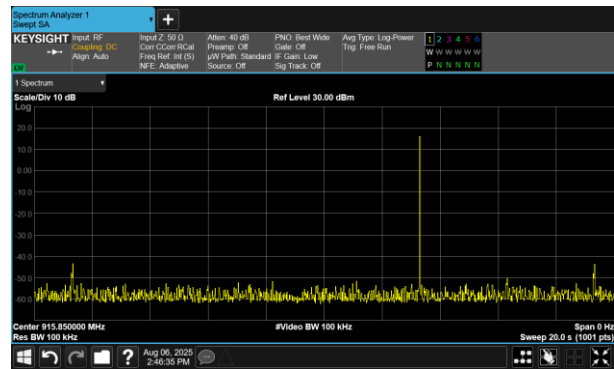 Spectrum Analyzer 1
Swept SA
+
KEYSIGHT
Input: RF
Coupling: DC
Align: Auto
Input Z: 50 Ω
Corr CCorr RCal
Freq Ref: Int (S)
NFE: Adaptive
Atten: 40 dB
Preamp: Off
µW Path: Standard
Source: Off
PNO: Best Wide
Gate: Off
IF Gain: Low
Sig Track: Off
Avg Type: Log-Power
Trig: Free Run
1 2 3 4 5 6
W W W W W W
P N N N N N
1 Spectrum
Scale/Div 10 dB
Ref Level 30.00 dBm
Log
20.0
10.0
0.00
-10.0
-20.0
-30.0
-40.0
-50.0
-60.0
Center 915.850000 MHz
#Video BW 100 kHz
Span 0 Hz
Res BW 100 kHz
Sweep 20.0 s (1001 pts)
?
Aug 06, 2025
2:46:35 PM